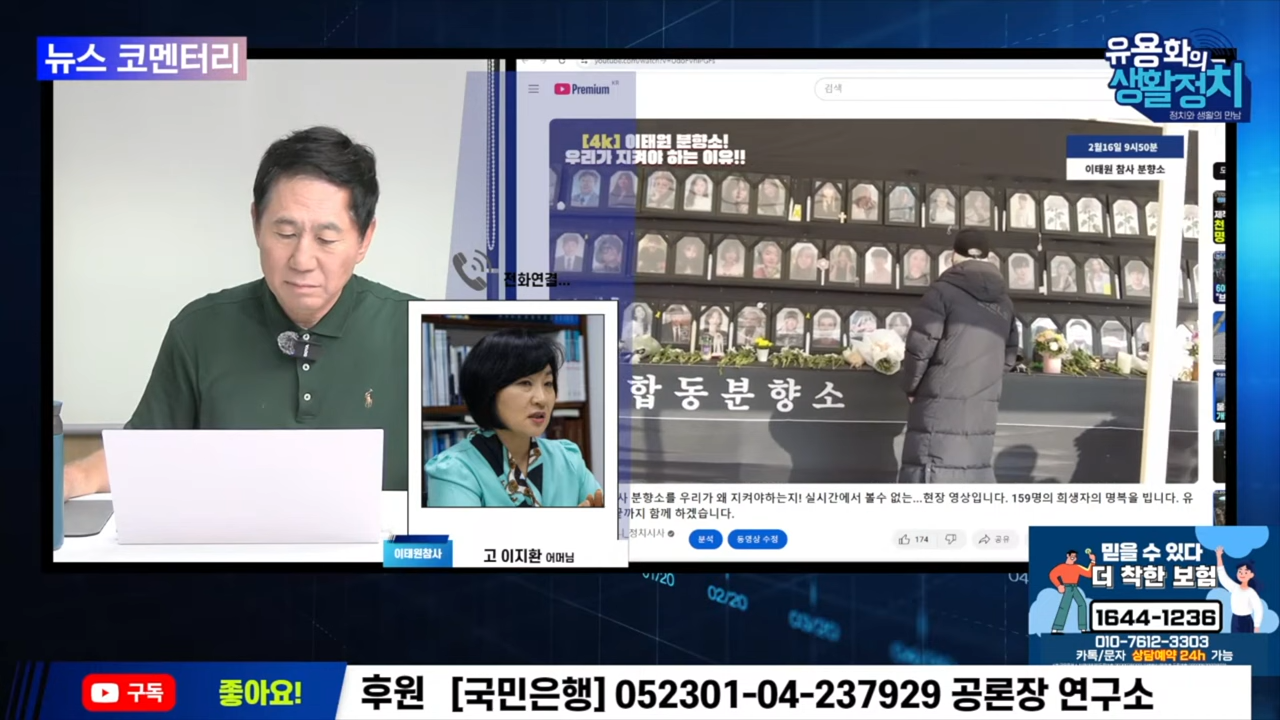 뉴스 코멘터리
유용화의
생활정치
정치와 생활의 만남
Premium
검색
[4k] 이태원 분향소!
우리가 지켜야 하는 이유!!
2월16일 9시50분
이태원 참사 분향소
전화연결...
합동분향소
사 분향소를 우리가 왜 지켜야하는지! 실시간에서 볼수 없는...현장 영상입니다. 159명의 희생자의 명복을 빕니다. 유
까지 함께 하겠습니다.
정치시사
분석
동영상 수정
174
공유
이태원참사
고 이지환 어머님
01/20
02/20
03/20
04
믿을 수 있다
더 착한 보험
1644-1236
010-7612-3303
카톡/문자 상담예약 24h 가능
구독
좋아요!
후원 [국민은행] 052301-04-237929 공론장 연구소